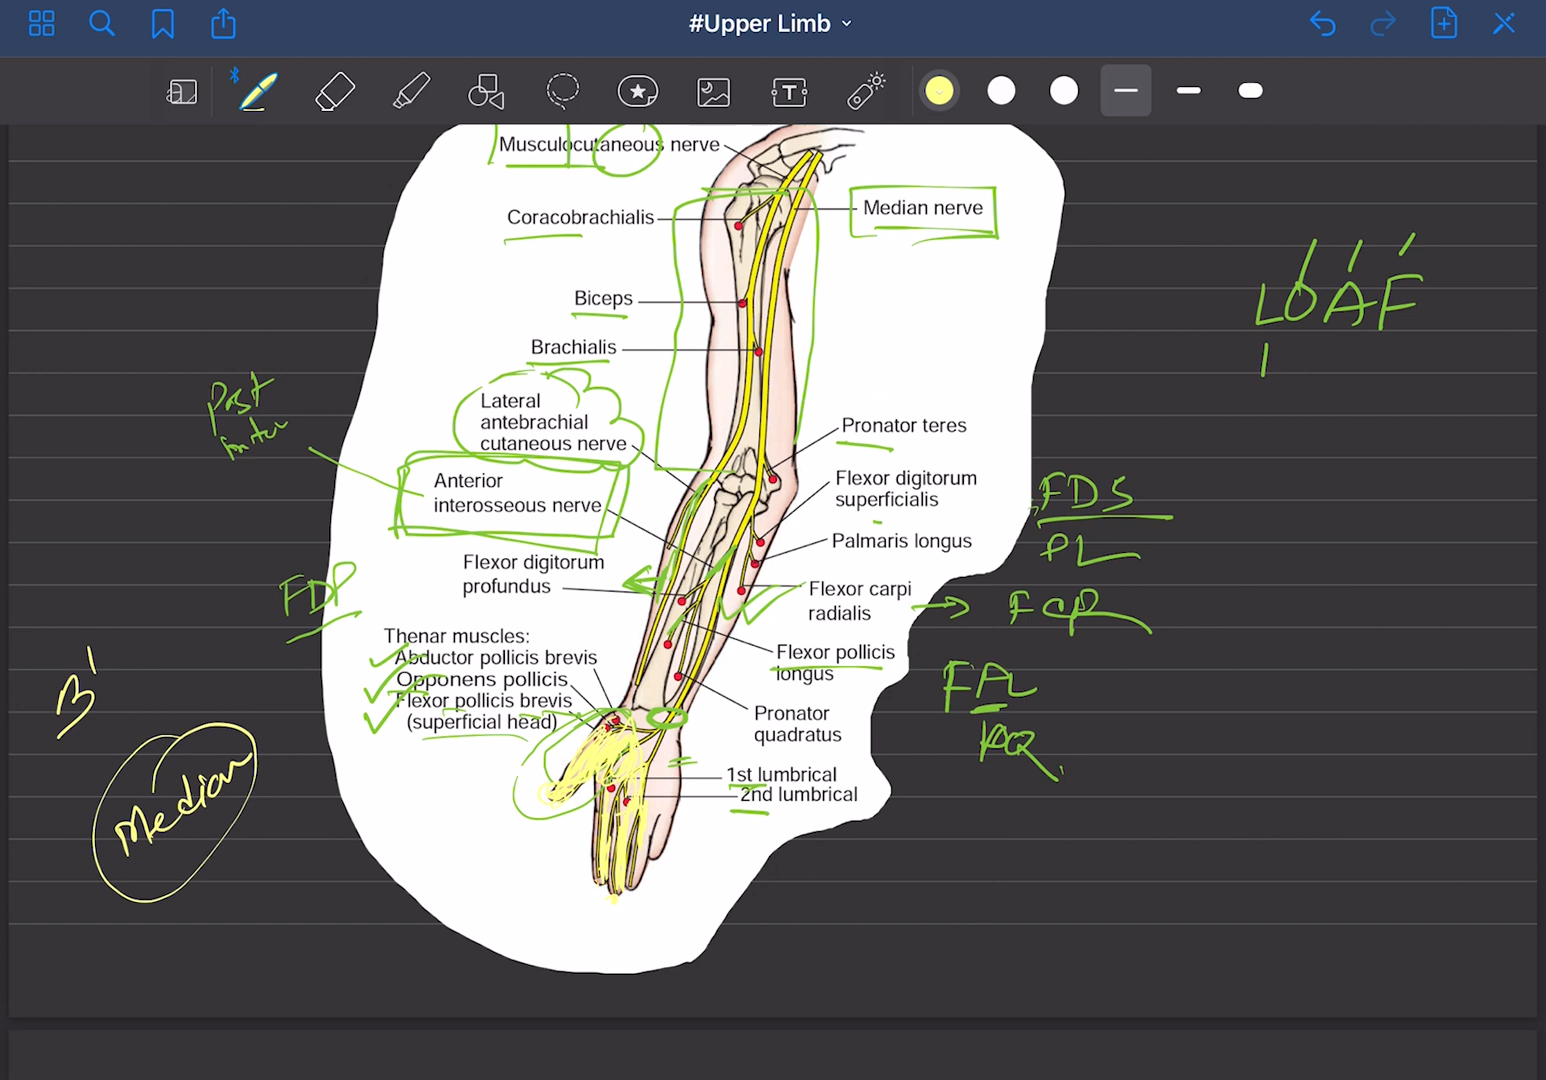 #Upper Limb
T
Musculocutaneous nerve
Coracobrachialis
Median nerve
LOAF
Biceps
Brachialis
Lateral
antebrachial
cutaneous nerve
Pronator teres
Anterior
interosseous nerve
Flexor digitorum
superficialis
FDS
Palmaris longus
PL
Flexor digitorum
profundus
FDP
Flexor carpi
radialis
FCR
Thenar muscles:
Abductor pollicis brevis
Opponens pollicis
Flexor pollicis brevis
(superficial head)
Flexor pollicis
longus
FPL
Pronator
quadratus
PQ
Median
1st lumbrical
2nd lumbrical